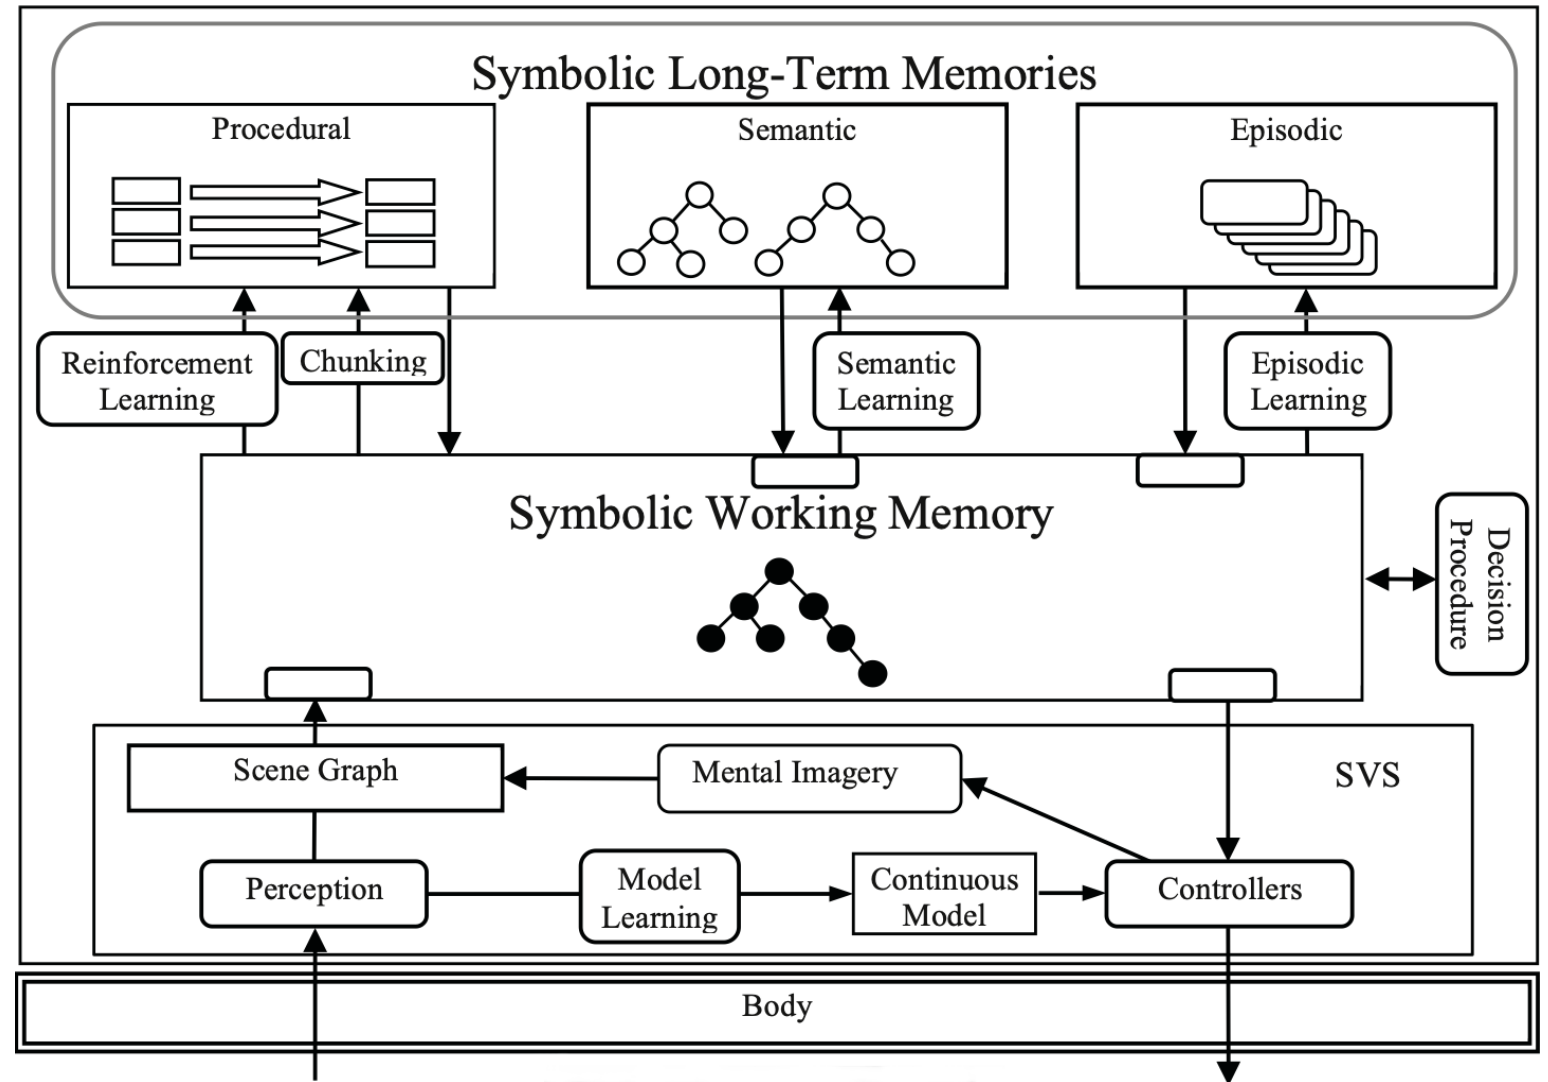 Symbolic Long-Term Memories
Procedural
Semantic
Episodic
Reinforcement
Learning
Chunking
Semantic
Learning
Episodic
Learning
Symbolic Working Memory
Decision
Procedure
Scene Graph
Mental Imagery
SVS
Perception
Model
Learning
Continuous
Model
Controllers
Body